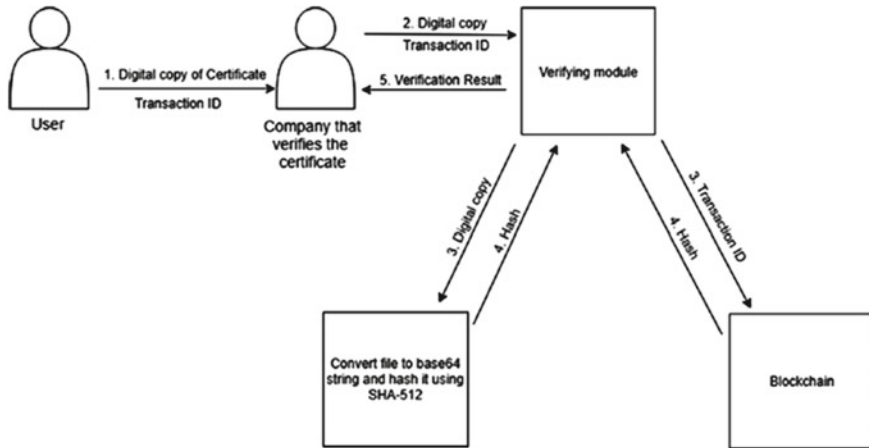 1. Digital copy of Certificate
Transaction ID
User
Company that
verifies the
certificate
2. Digital copy
Transaction ID
5. Verification Result
Verifying module
3. Digital copy
4. Hash
4. Hash
3. Transaction ID
Convert file to base64
string and hash it using
SHA-512
Blockchain